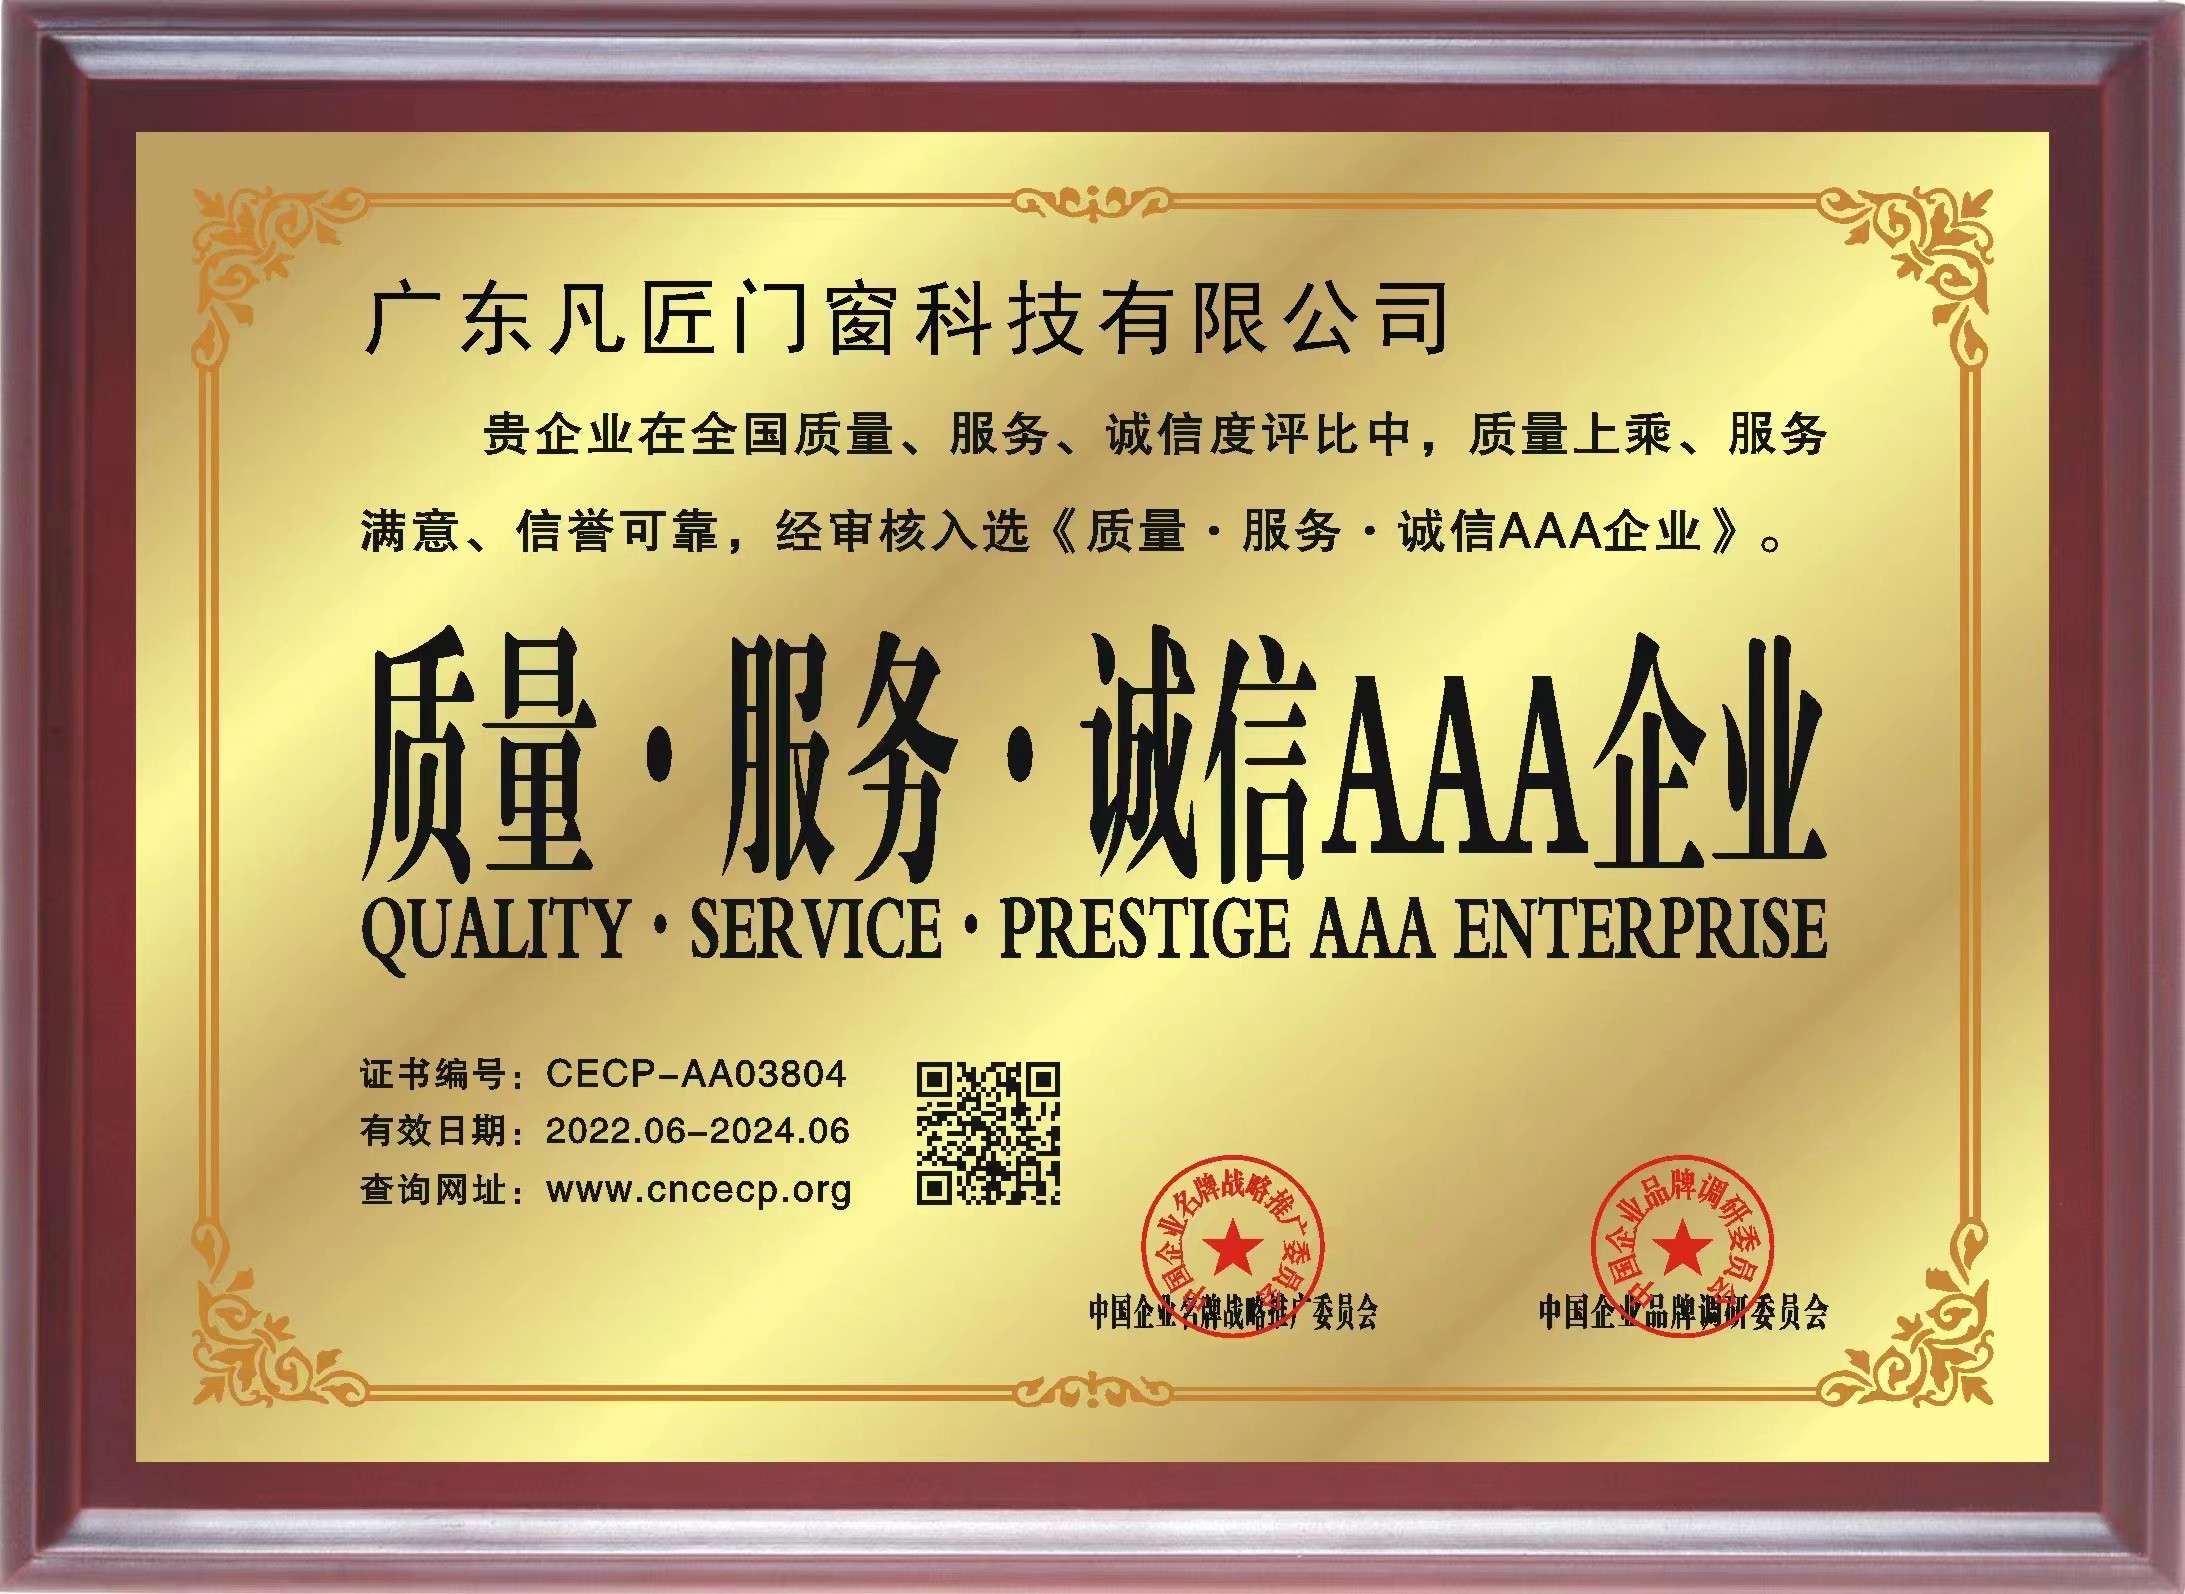 广东凡匠门窗科技有限公司
贵企业在全国质量、服务、诚信度评比中，质量上乘、服务
满意、信誉可靠，经审核入选《质量·服务·诚信AAA企业》。
质量·服务·诚信AAA企业
QUALITY·SERVICE·PRESTIGE AAA ENTERPRISE
证书编号：CECP-AA03804
有效日期：2022.06-2024.06
查询网址：www.cncecp.org
中国企业名牌战略推广委员会
中国企业品牌调研委员会
中国企业名牌战略推广委员会
中国企业品牌调研委员会